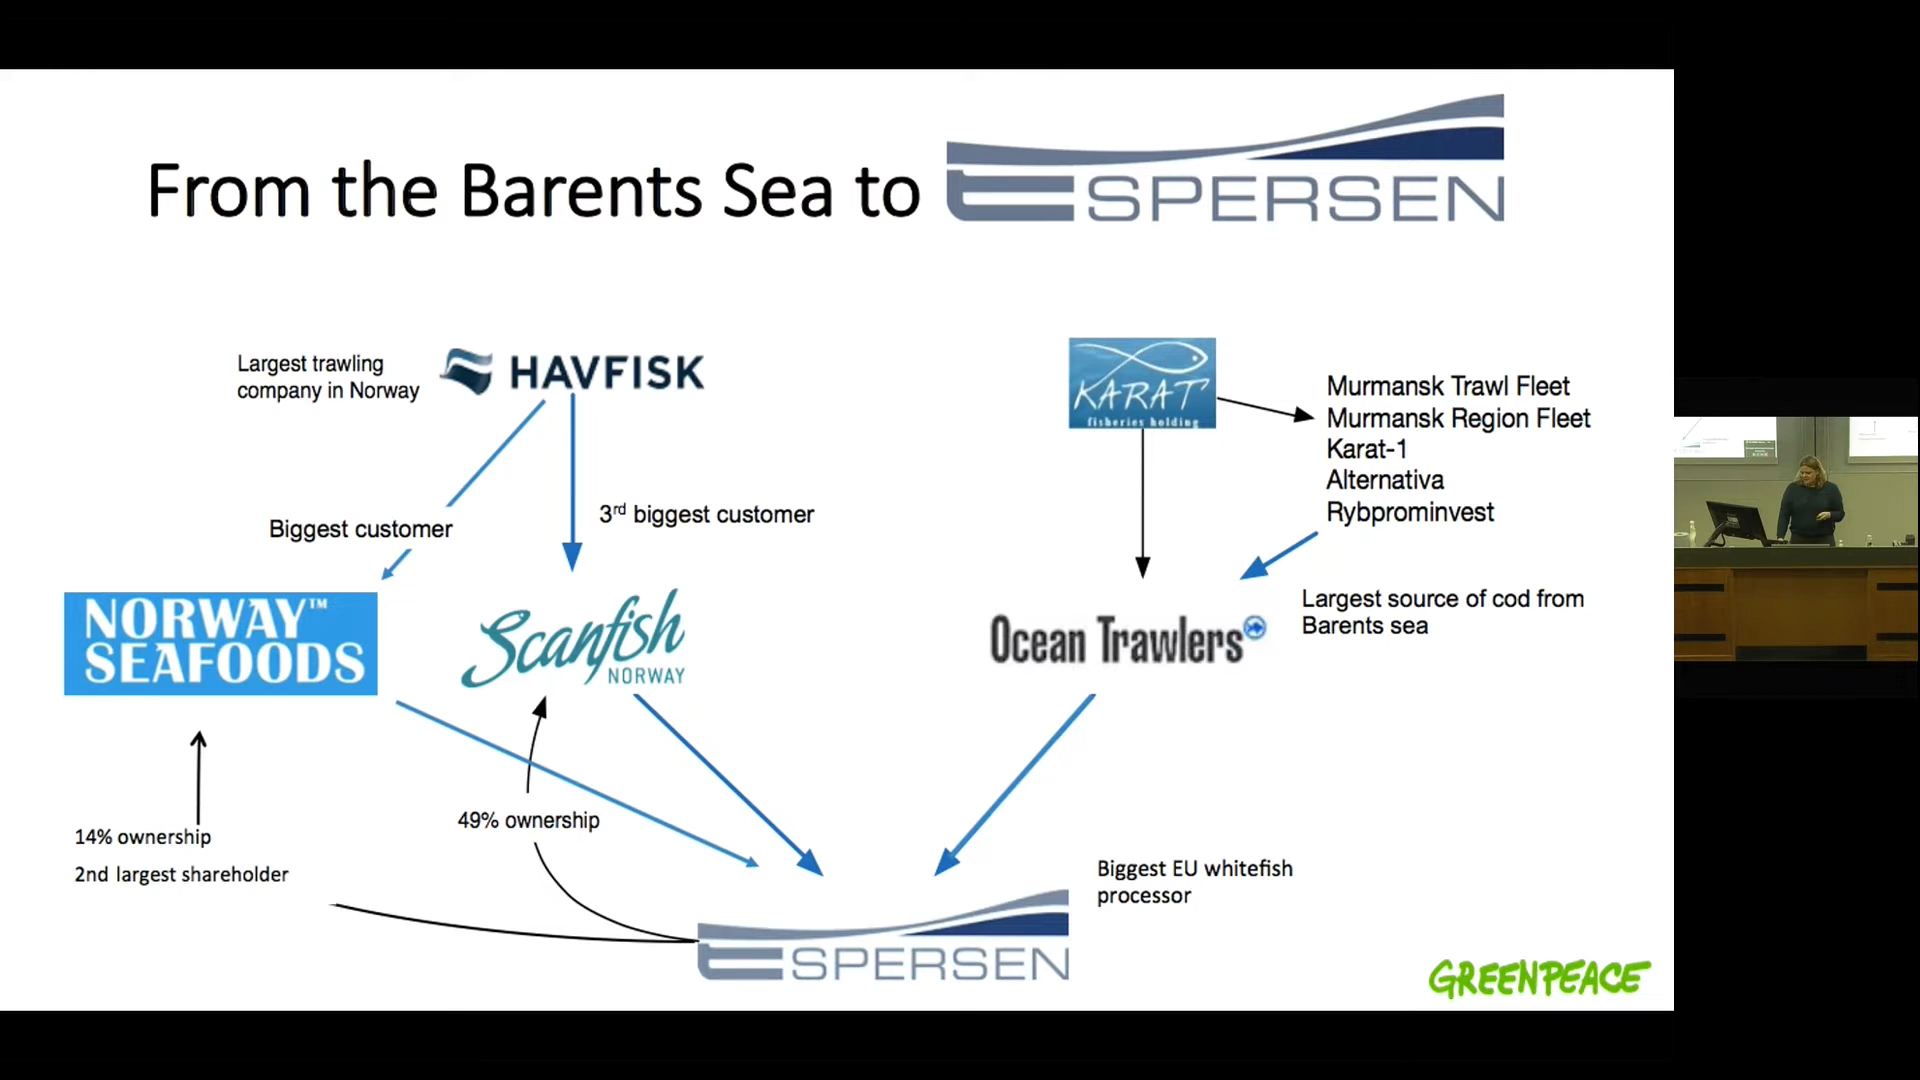 From the Barents Sea to
ESPERSEN
Largest trawling
company in Norway
HAVFISK
KARAT
fisheries holding
Murmansk Trawl Fleet
Murmansk Region Fleet
Karat-1
Alternativa
Rybprominvest
Biggest customer
3rd biggest customer
NORWAY™
SEAFOODS
Scanfish
NORWAY
Ocean Trawlers
Largest source of cod from
Barents sea
14% ownership
2nd largest shareholder
49% ownership
Biggest EU whitefish
processor
ESPERSEN
GREENPEACE